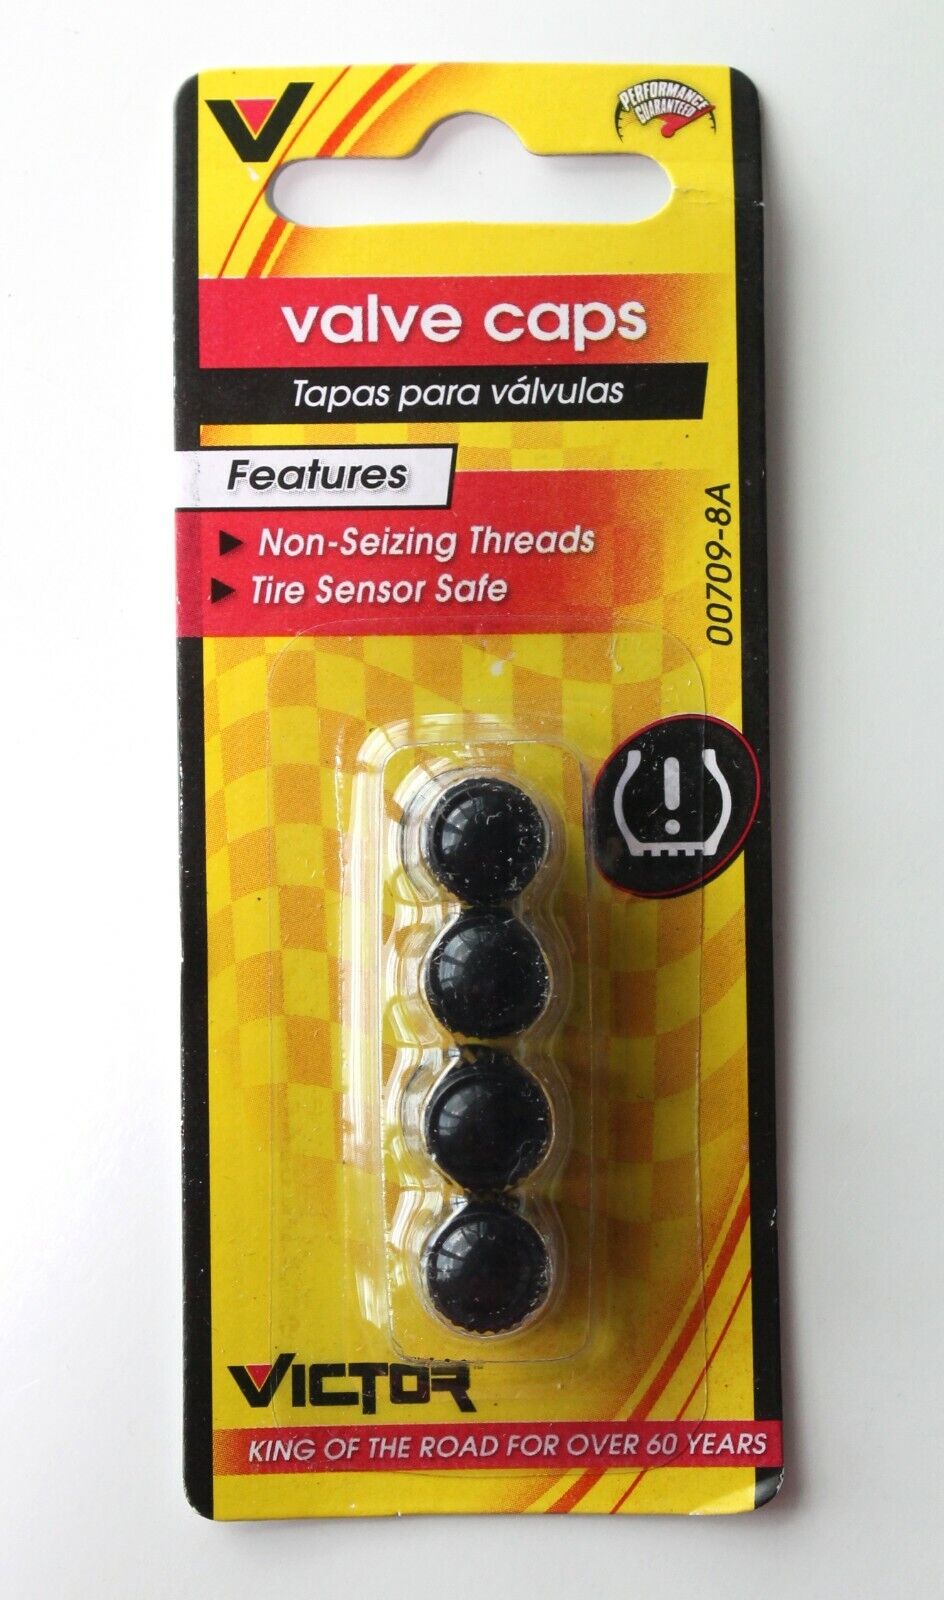 PERFORMANCE
GUARANTEED
valve caps
Tapas para válvulas
Features
Non-Seizing Threads
Tire Sensor Safe
00709-8A
VICTOR
KING OF THE ROAD FOR OVER 60 YEARS